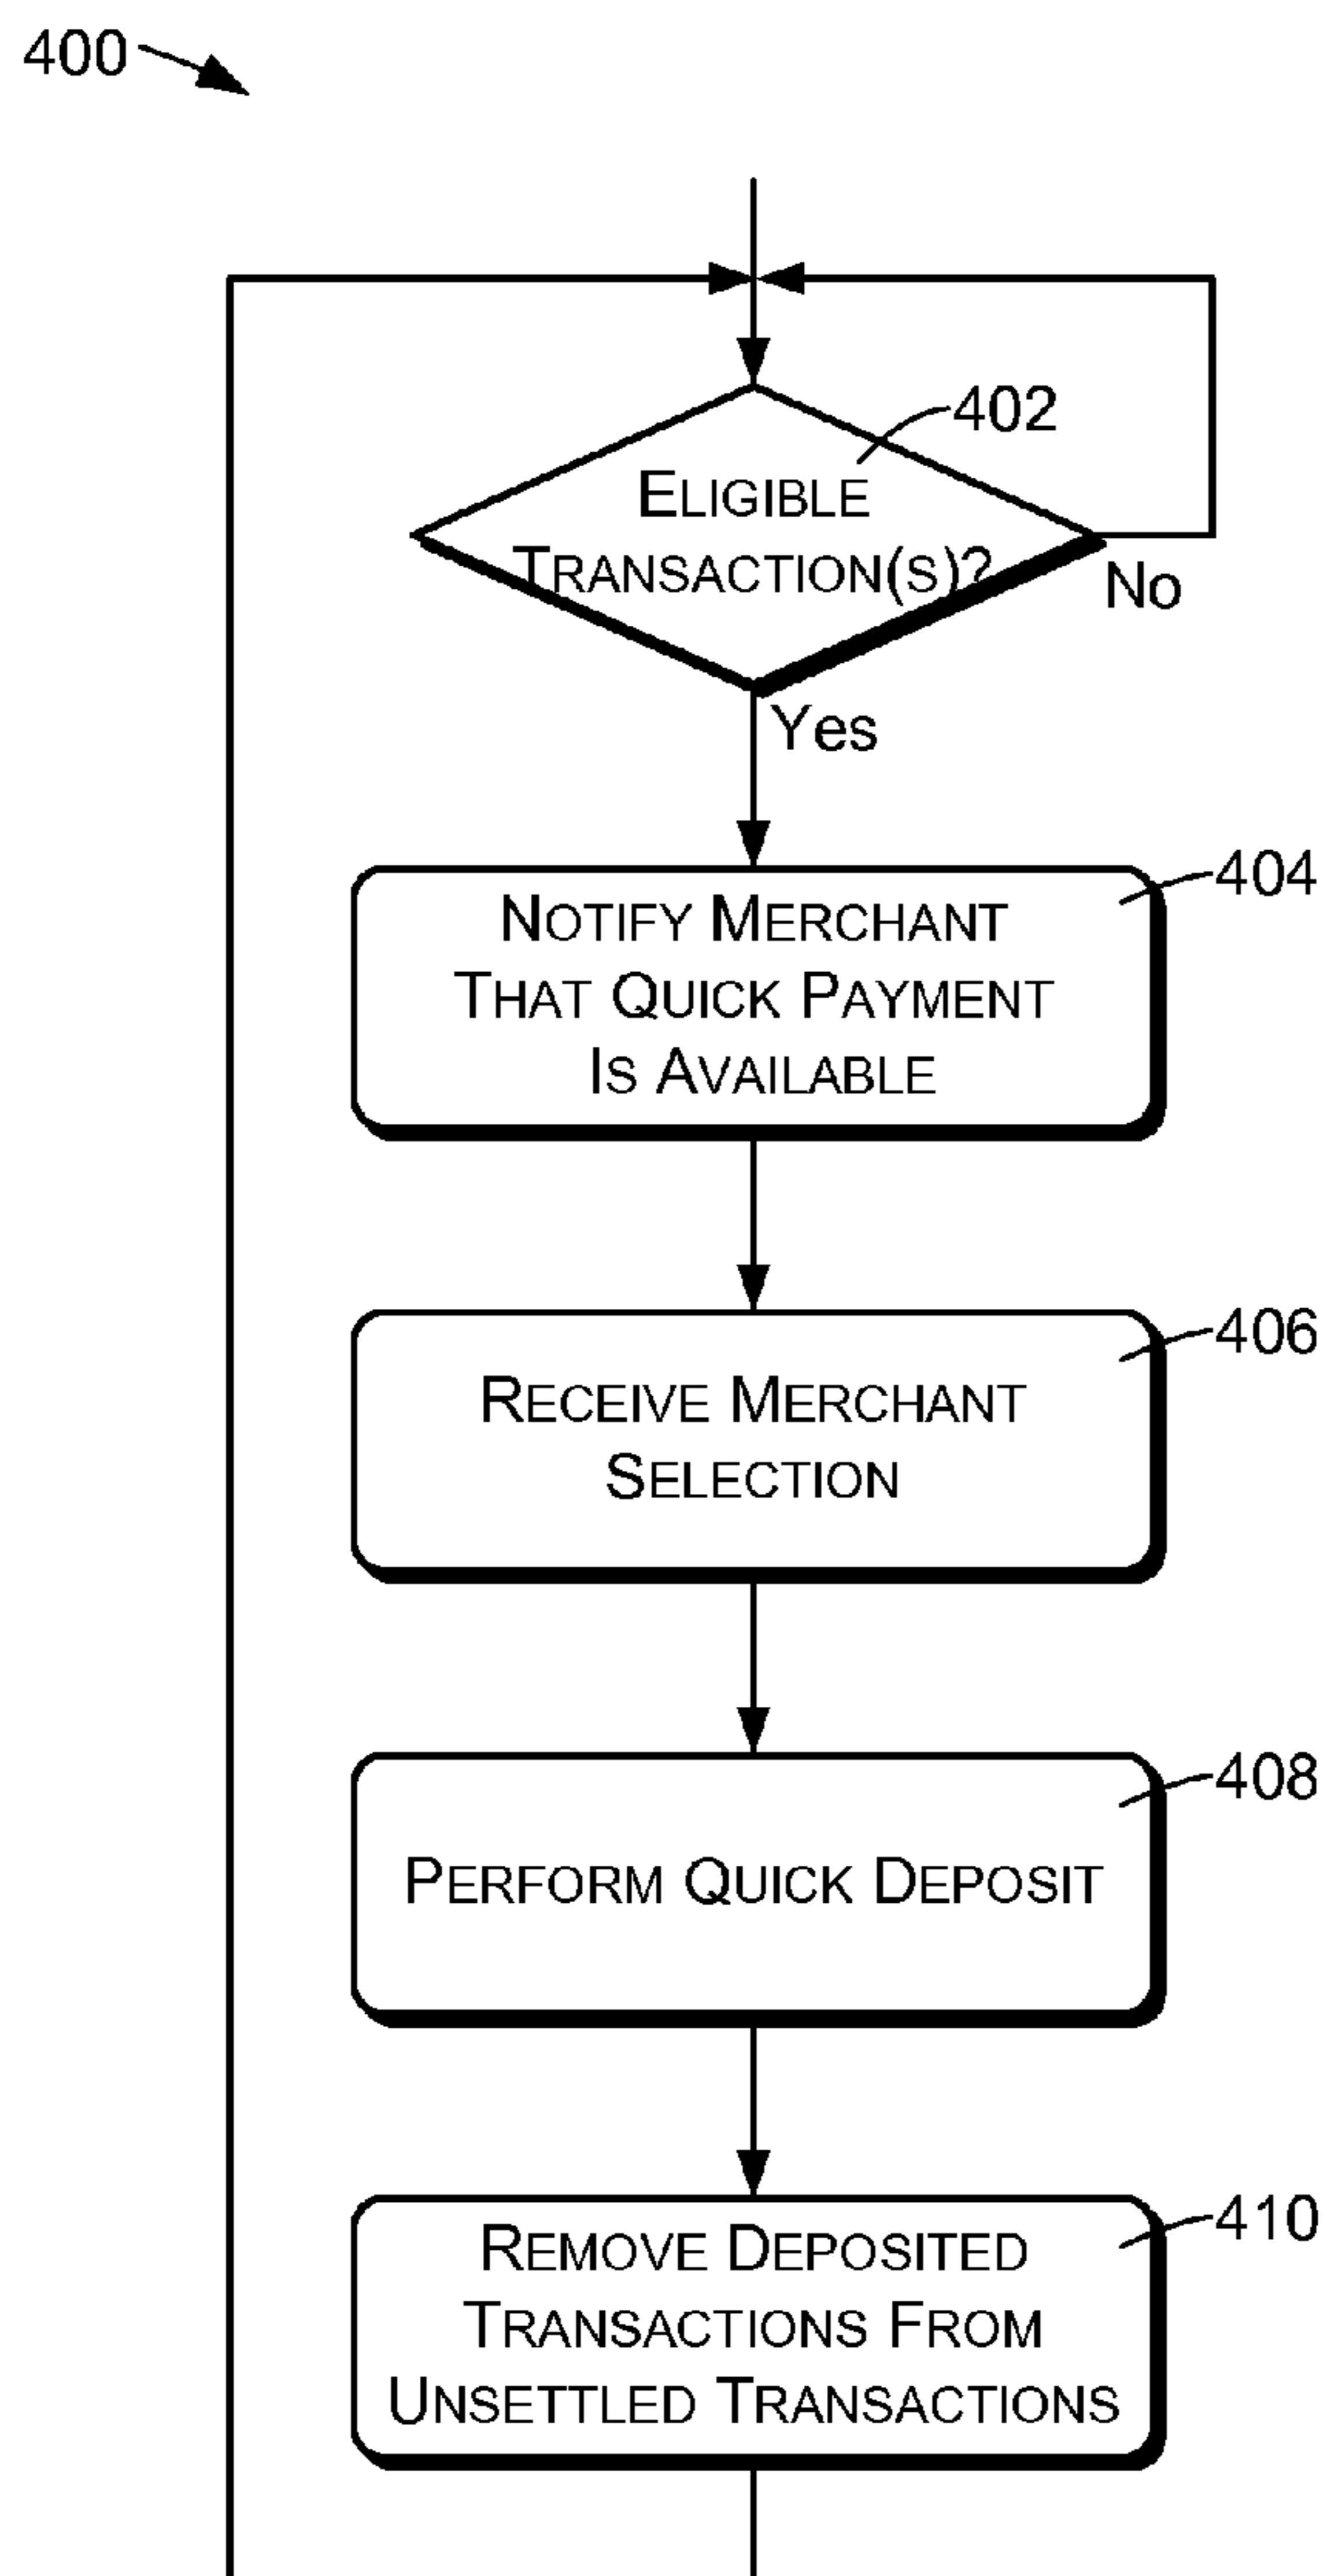 400
402
ELIGIBLE
TRANSACTION(S)?
No
Yes
404
NOTIFY MERCHANT
THAT QUICK PAYMENT
IS AVAILABLE
406
RECEIVE MERCHANT
SELECTION
408
PERFORM QUICK DEPOSIT
410
REMOVE DEPOSITED
TRANSACTIONS FROM
UNSETTLED TRANSACTIONS